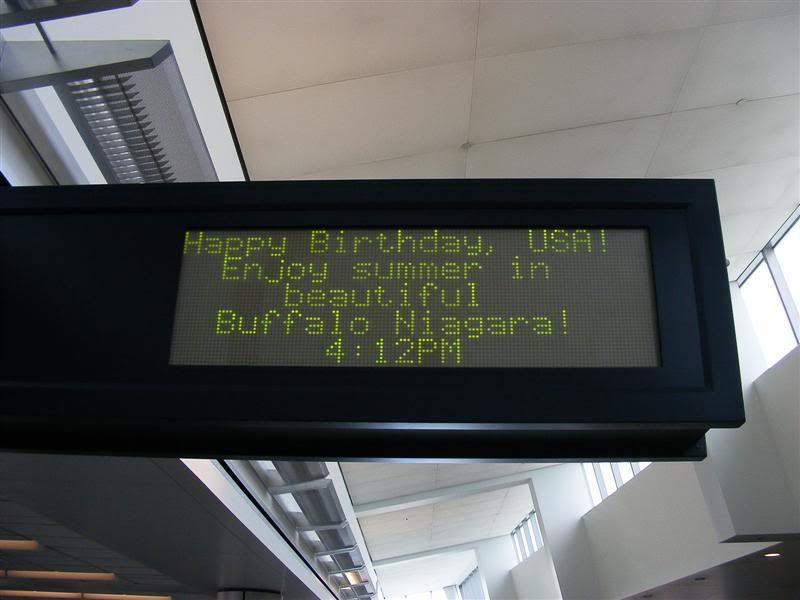 Happy Birthday, USA!
Enjoy summer in
beautiful
Buffalo Niagara!
4:12PM